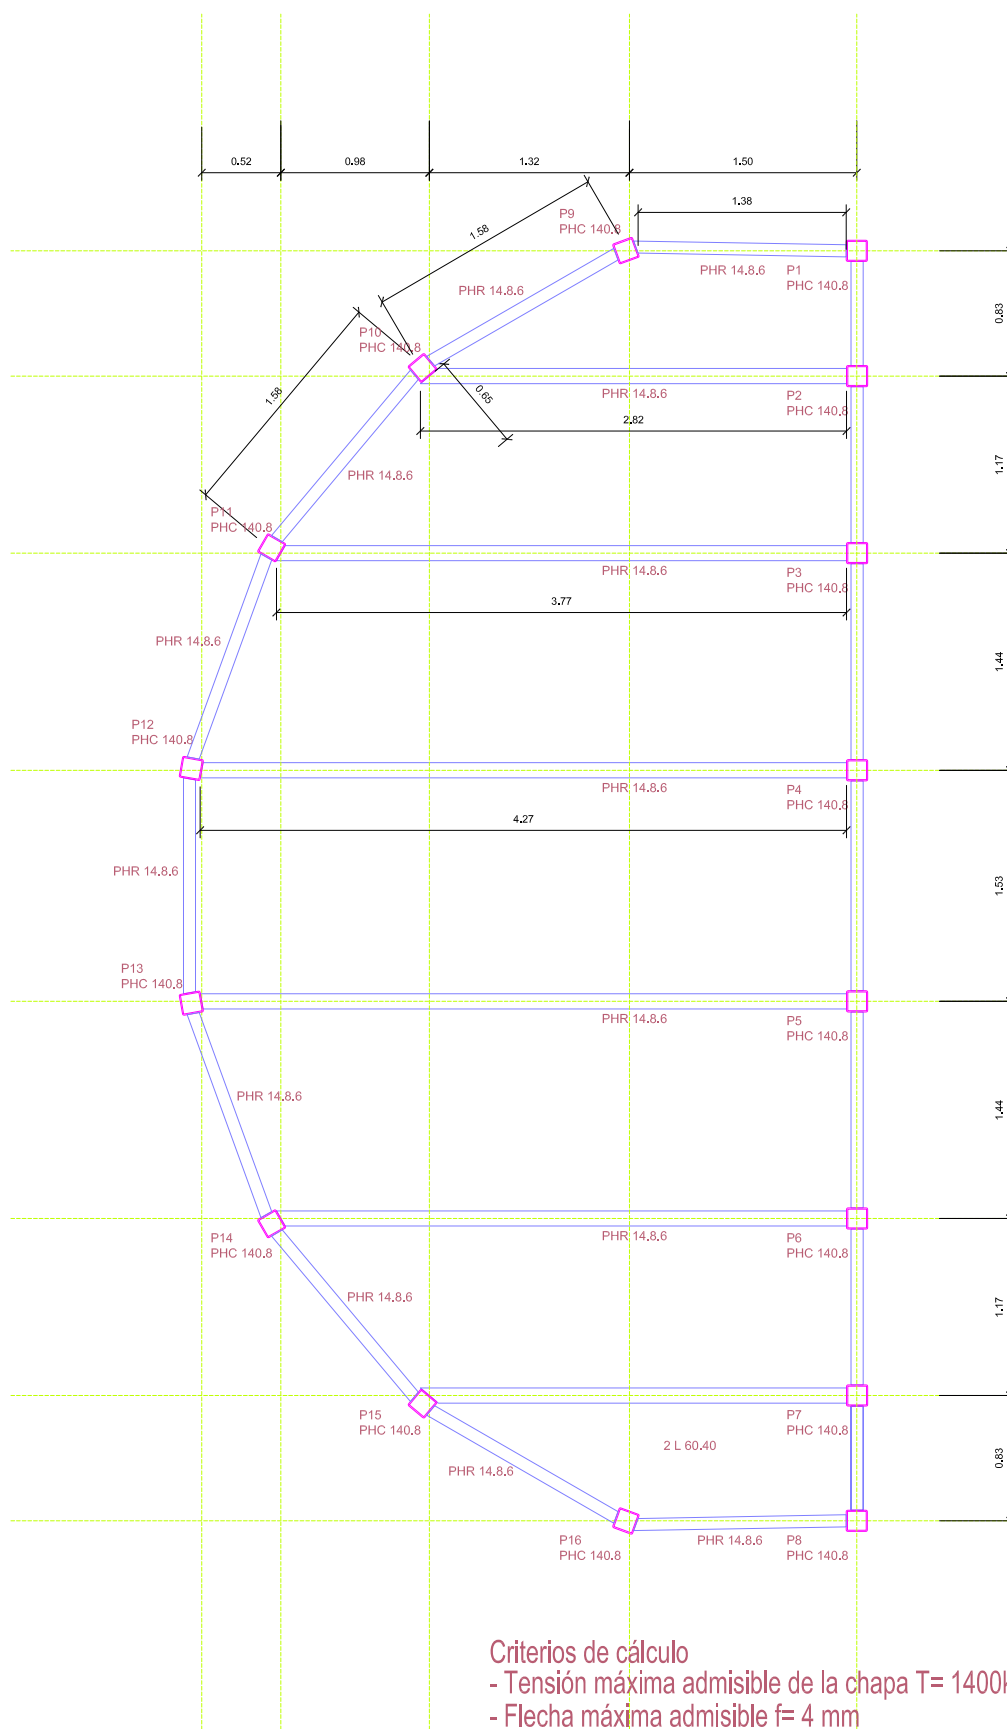 0.52
0.98
1.32
1.50
1.38
P9
PHC 140.8
1.58
PHR 14.8.6
P1
PHC 140.8
0.83
PHR 14.8.6
P10
PHC 140.8
1.58
0.65
PHR 14.8.6
P2
PHC 140.8
2.82
1.17
PHR 14.8.6
P11
PHC 140.8
PHR 14.8.6
P3
PHC 140.8
3.77
PHR 14.8.6
1.44
P12
PHC 140.8
PHR 14.8.6
P4
PHC 140.8
4.27
PHR 14.8.6
1.53
P13
PHC 140.8
PHR 14.8.6
P5
PHC 140.8
PHR 14.8.6
1.44
P14
PHC 140.8
PHR 14.8.6
P6
PHC 140.8
PHR 14.8.6
1.17
P15
PHC 140.8
P7
PHC 140.8
2 L 60.40
0.83
PHR 14.8.6
P16
PHC 140.8
PHR 14.8.6
P8
PHC 140.8
Criterios de cálculo
- Tensión máxima admisible de la chapa T= 1400k
- Flecha máxima admisible f= 4 mm